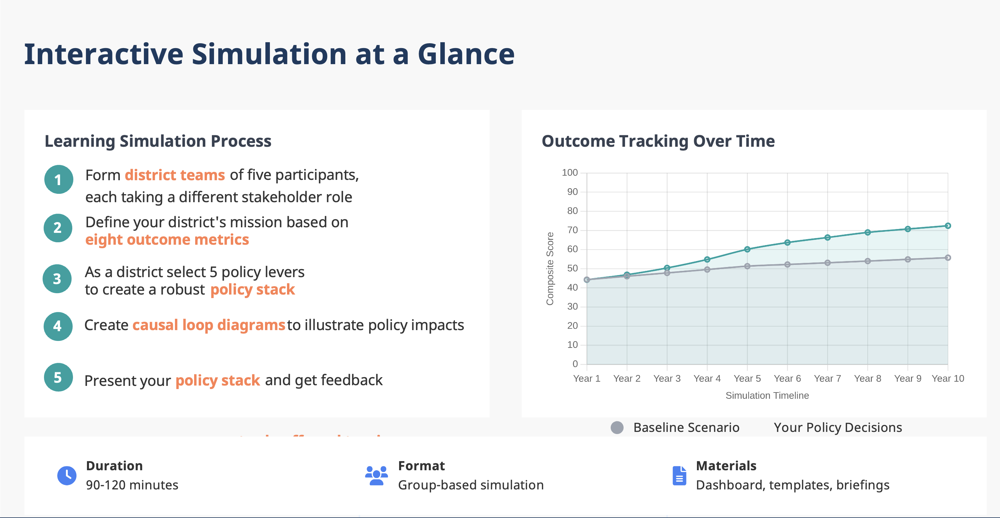 Interactive Simulation at a Glance
Learning Simulation Process
1
Form district teams of five participants,
each taking a different stakeholder role
2
Define your district's mission based on
eight outcome metrics
3
As a district select 5 policy levers
to create a robust policy stack
4
Create causal loop diagrams to illustrate policy impacts
5
Present your policy stack and get feedback
Outcome Tracking Over Time
Composite Score
100
90
80
70
60
50
40
30
20
10
0
Year 1 Year 2 Year 3 Year 4 Year 5 Year 6 Year 7 Year 8 Year 9 Year 10
Simulation Timeline
Baseline Scenario Your Policy Decisions
Duration
90-120 minutes
Format
Group-based simulation
Materials
Dashboard, templates, briefings